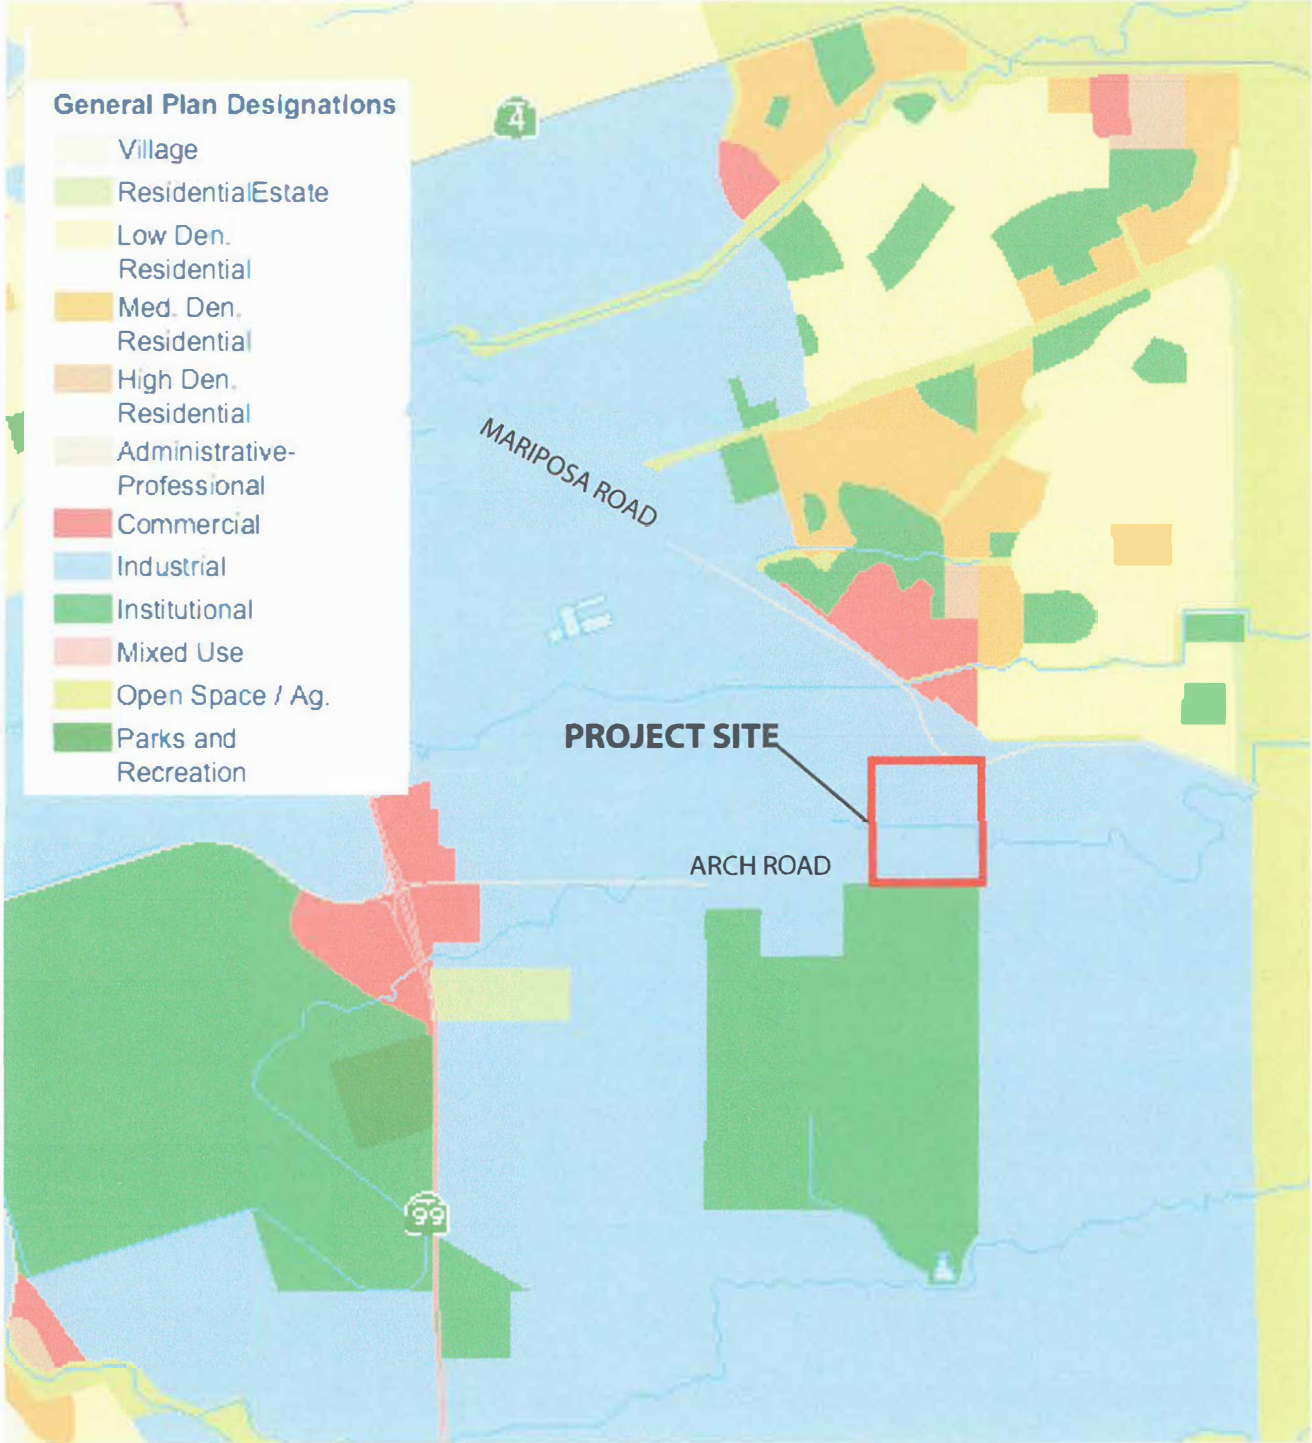 General Plan Designations
Village
ResidentialEstate
Low Den.
Residential
Med. Den.
Residential
High Den.
Residential
Administrative-
Professional
Commercial
Industrial
Institutional
Mixed Use
Open Space / Ag.
Parks and
Recreation
4
MARIPOSA ROAD
PROJECT SITE
ARCH ROAD
99